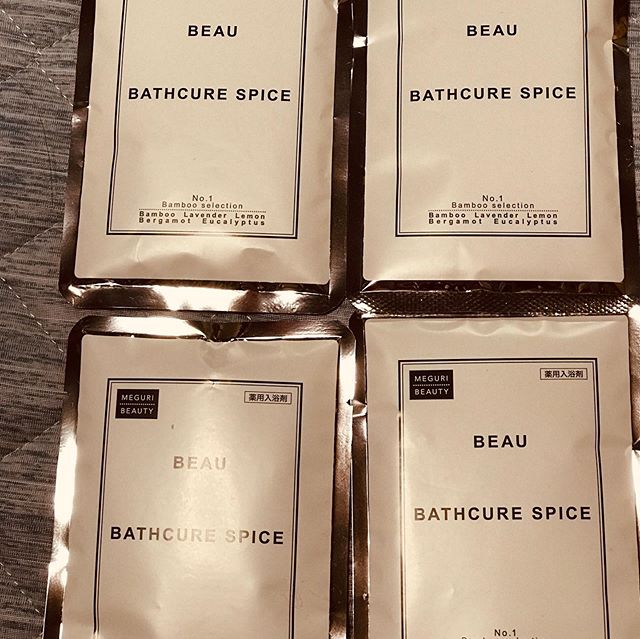 BEAU
BATHCURE SPICE
No.1
Bamboo selection
Bamboo Lavender Lemon
Bergamot Eucalyptus
BEAU
BATHCURE SPICE
No.1
Bamboo selection
Bamboo Lavender Lemon
Bergamot Eucalyptus
MEGURI
BEAUTY
薬用入浴剤
BEAU
BATHCURE SPICE
MEGURI
BEAUTY
薬用入浴剤
BEAU
BATHCURE SPICE
No.1